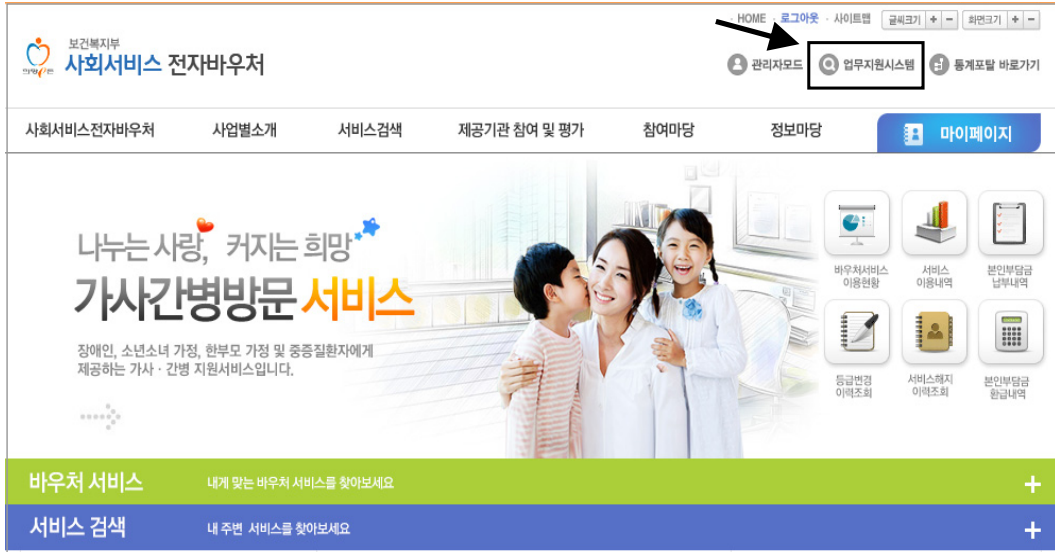 HOME · 로그아웃 · 사이트맵 글씨크기 + - 화면크기 + -
보건복지부
사회서비스 전자바우처
관리자모드 업무지원시스템 통계포탈 바로가기
사회서비스전자바우처 사업별소개 서비스검색 제공기관 참여 및 평가 참여마당 정보마당 마이페이지
나누는 사랑, 커지는 희망
가사간병방문 서비스
장애인, 소년소녀 가정, 한부모 가정 및 중증질환자에게
제공하는 가사 · 간병 지원서비스입니다.
바우처서비스
이용현황
서비스
이용내역
본인부담금
납부내역
등급변경
이력조회
서비스해지
이력조회
본인부담금
환급내역
바우처 서비스 내게 맞는 바우처 서비스를 찾아보세요 +
서비스 검색 내 주변 서비스를 찾아보세요 +